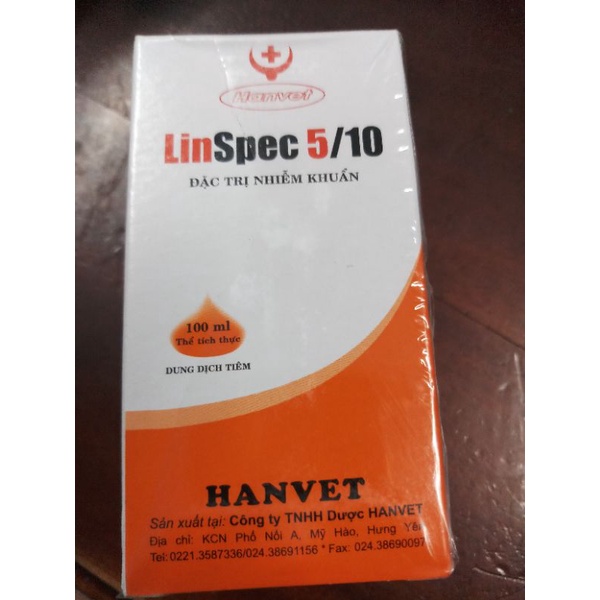 Hanvet
LinSpec 5/10
ĐẶC TRỊ NHIỄM KHUẨN
100 ml
Thể tích thực
DUNG DỊCH TIÊM
HANVET
Sản xuất tại: Công ty TNHH Dược HANVET
Địa chỉ: KCN Phố Nối A, Mỹ Hào, Hưng Yên
Tel: 0221.3587336/024.38691156 * Fax: 024.38690097